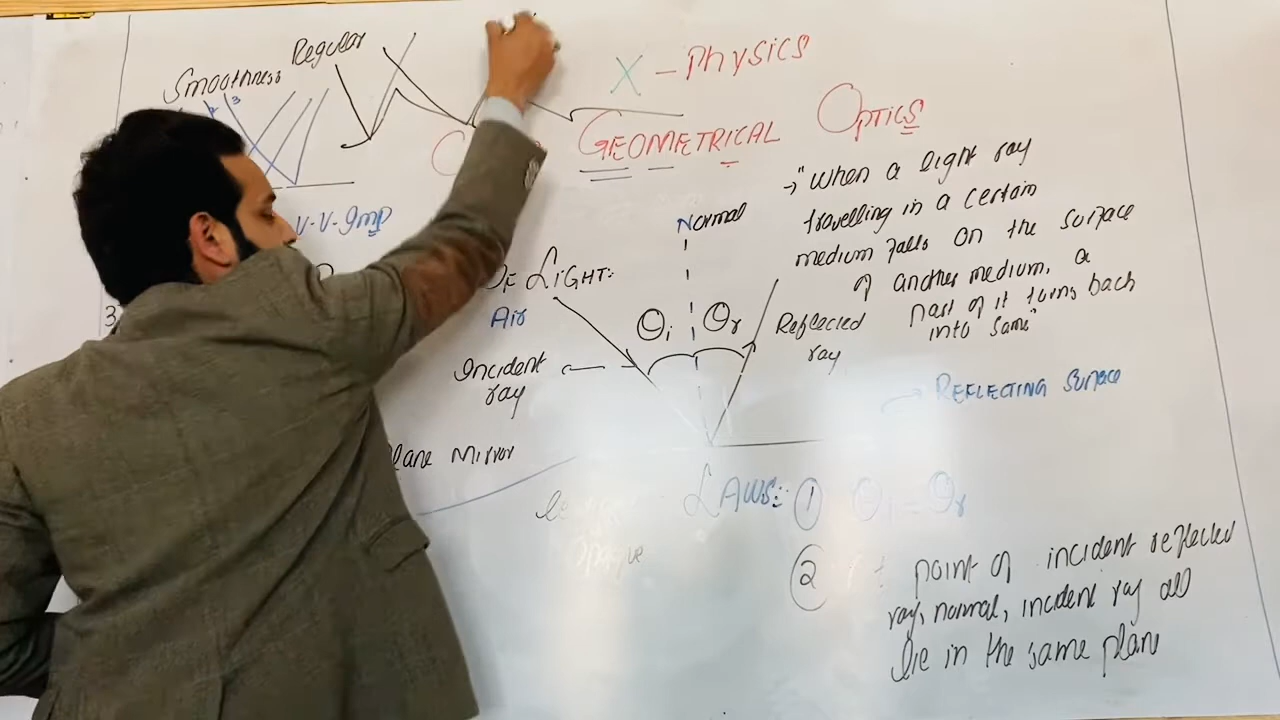 Smoothness
Regular
X - Physics
GEOMETRICAL OPTICS
V-V-Imp
OF LIGHT:
Air
Normal
θi θr
Incident
ray
Reflected
ray
→ "When a light ray
travelling in a certain
medium falls on the surface
of another medium, a
part of it turns back
into same"
REFLECTING SURFACE
Plane Mirror
LAWS: ① θi = θr
② point of incident reflected
ray, normal, incident ray all
lie in the same plane